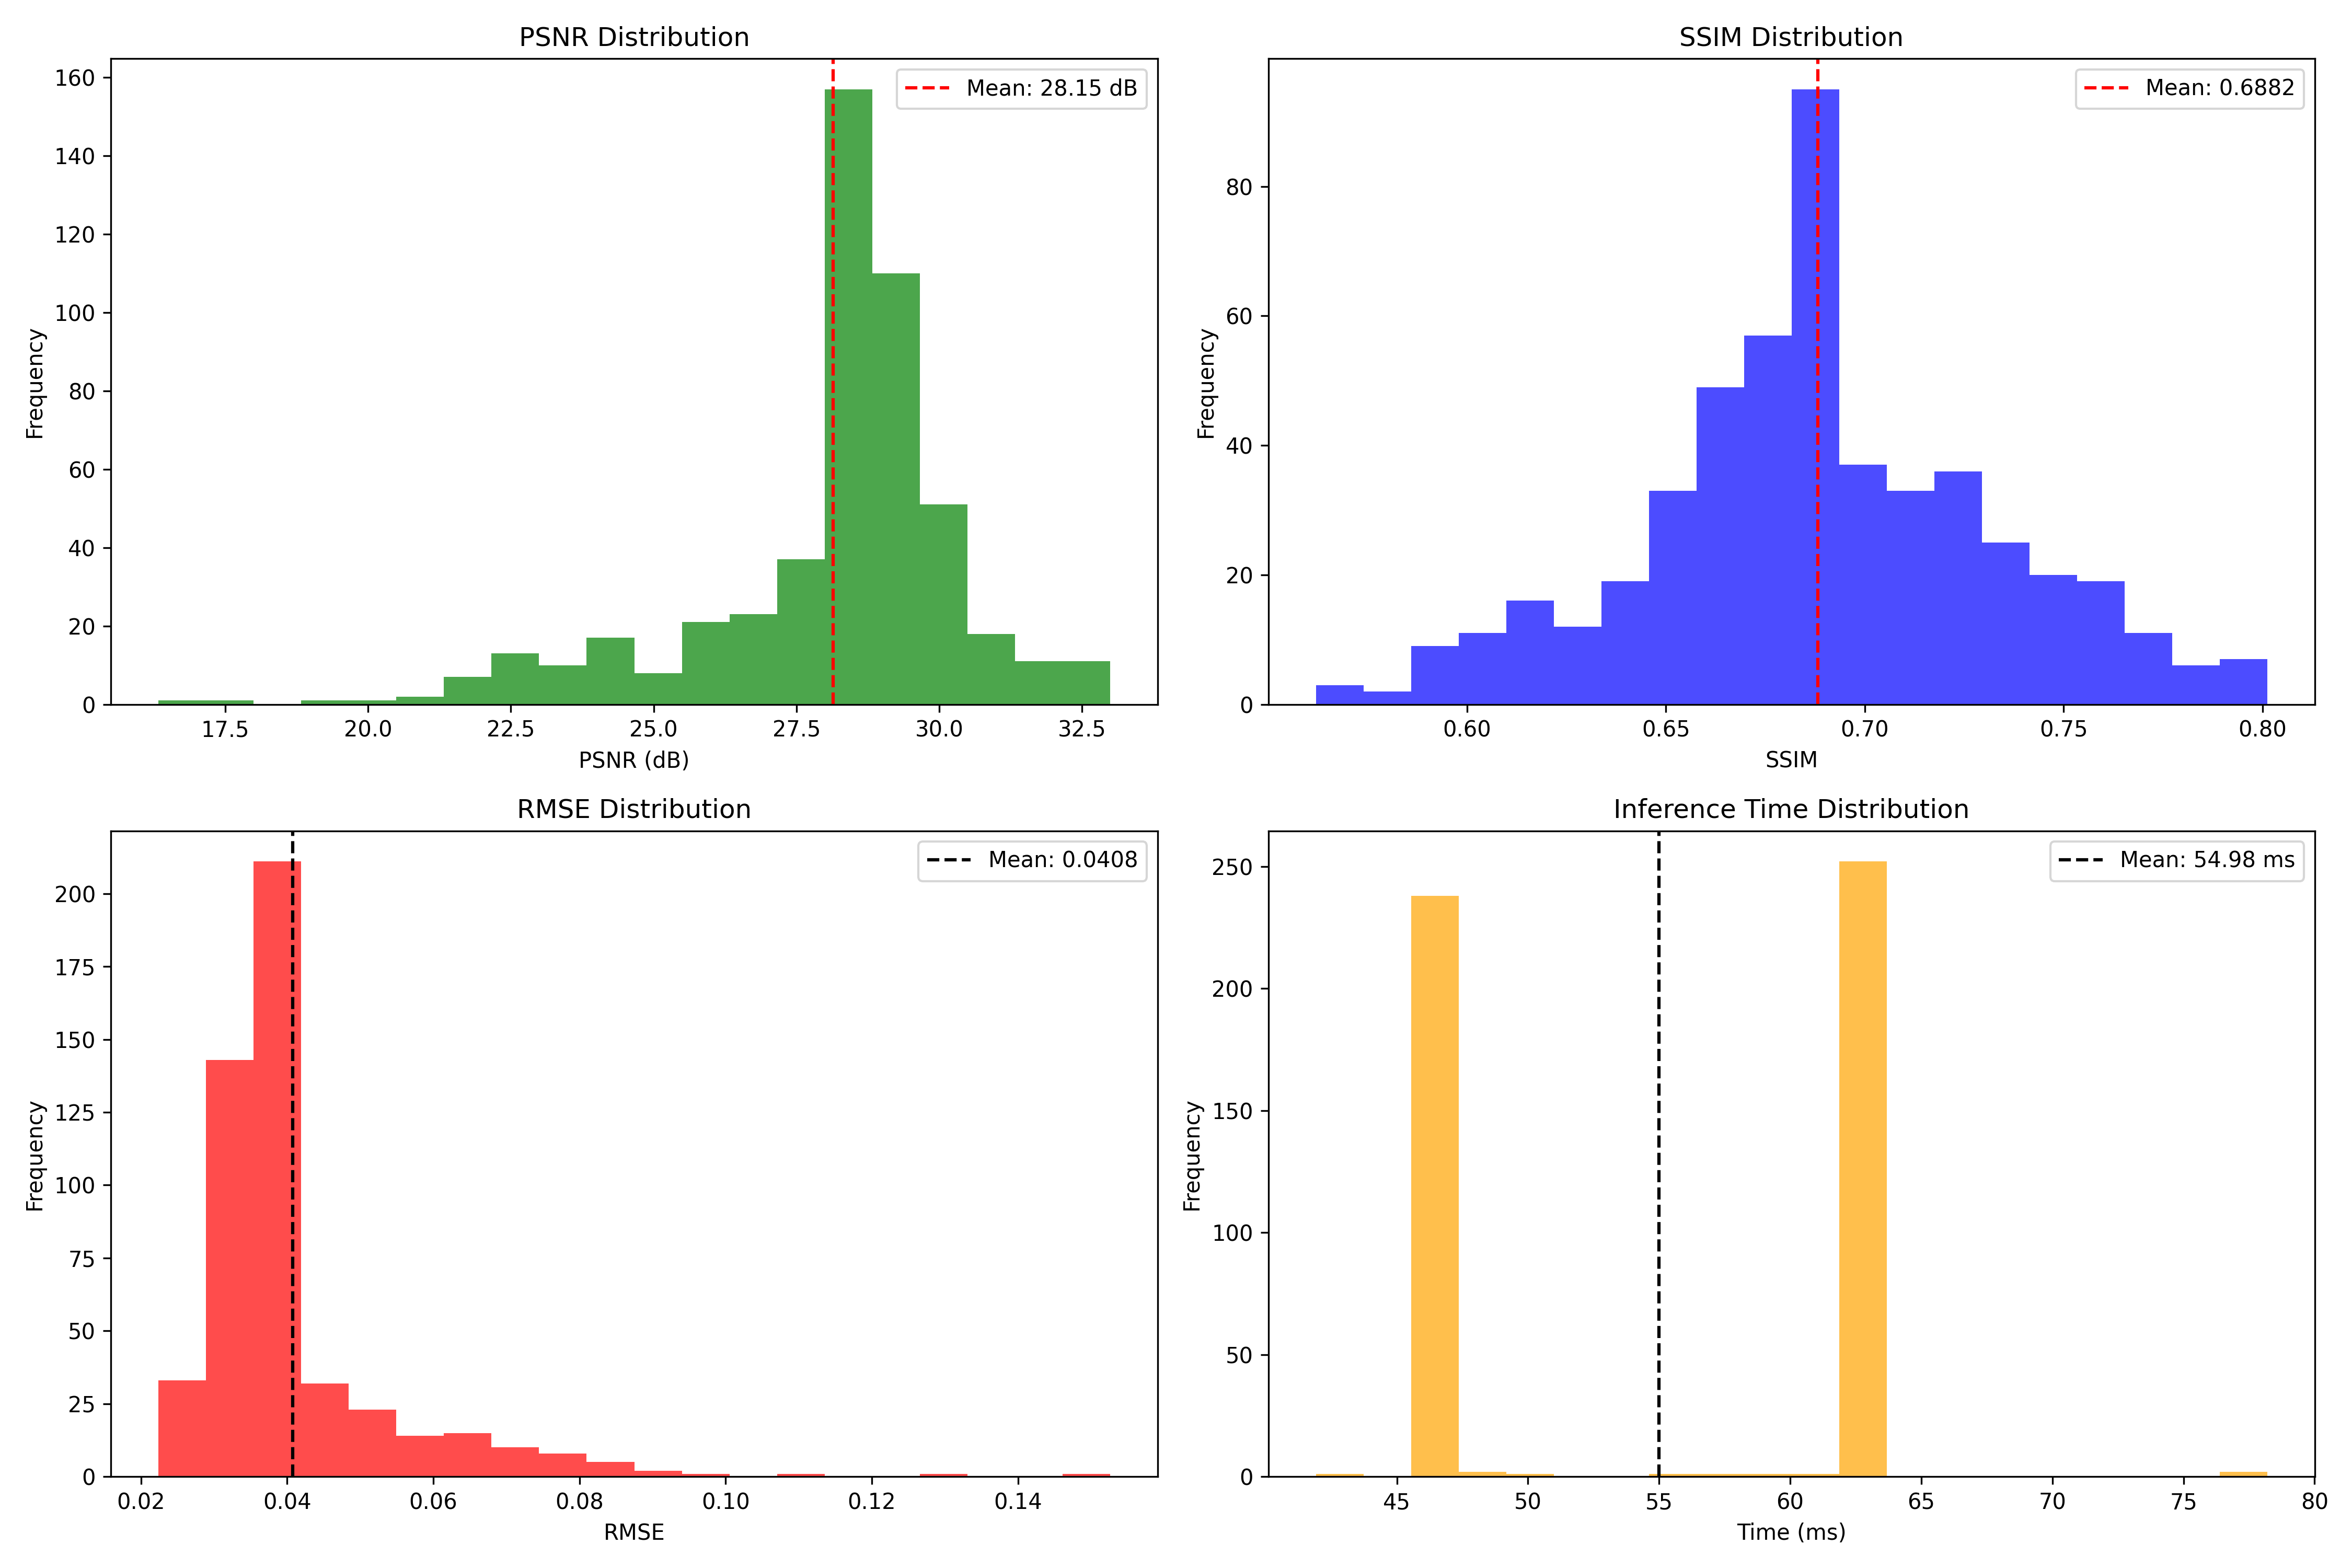 PSNR Distribution
Mean: 28.15 dB
Frequency
160
140
120
100
80
60
40
20
0
17.5 20.0 22.5 25.0 27.5 30.0 32.5
PSNR (dB)
SSIM Distribution
Mean: 0.6882
Frequency
80
60
40
20
0
0.60 0.65 0.70 0.75 0.80
SSIM
RMSE Distribution
Mean: 0.0408
Frequency
200
175
150
125
100
75
50
25
0
0.02 0.04 0.06 0.08 0.10 0.12 0.14
RMSE
Inference Time Distribution
Mean: 54.98 ms
Frequency
250
200
150
100
50
0
45 50 55 60 65 70 75 80
Time (ms)